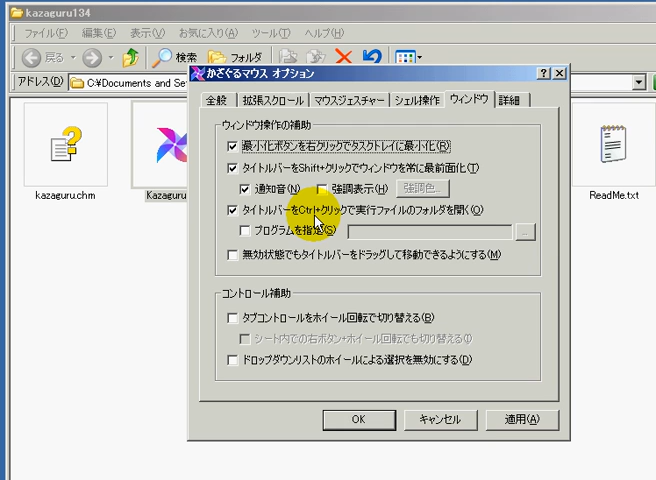 kazaguru134
ファイル(F) 編集(E) 表示(V) お気に入り(A) ツール(T) ヘルプ(H)
戻る 検索 フォルダ
アドレス(D) C:¥Documents and Se
かざぐるマウス オプション
全般 拡張スクロール マウスジェスチャー シェル操作 ウィンドウ 詳細
ウィンドウ操作の補助
最小化ボタンを右クリックでタスクトレイに最小化(R)
タイトルバーをShift+クリックでウィンドウを常に最前面化(T)
通知音(N) 強調表示(H) 強調色...
タイトルバーをCtrl+クリックで実行ファイルのフォルダを開く(O)
プログラムを指定(S) ...
無効状態でもタイトルバーをドラッグして移動できるようにする(M)
コントロール補助
タブコントロールをホイール回転で切り替える(B)
シート内での右ボタン+ホイール回転でも切り替える(I)
ドロップダウンリストのホイールによる選択を無効にする(D)
OK キャンセル 適用(A)
kazaguru.chm
Kazaguru
ReadMe.txt